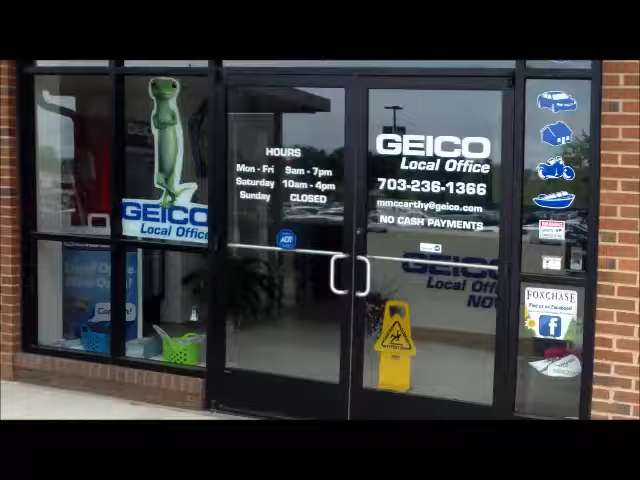 HOURS
Mon - Fri 9am - 7pm
Saturday 10am - 4pm
Sunday CLOSED
GEICO
Local Office
703-236-1366
mmccarthy@geico.com
NO CASH PAYMENTS
GEICO
Local Office
ADT
GEICO
Local Office
NOW
FOXCHASE
Find us on Facebook!
f